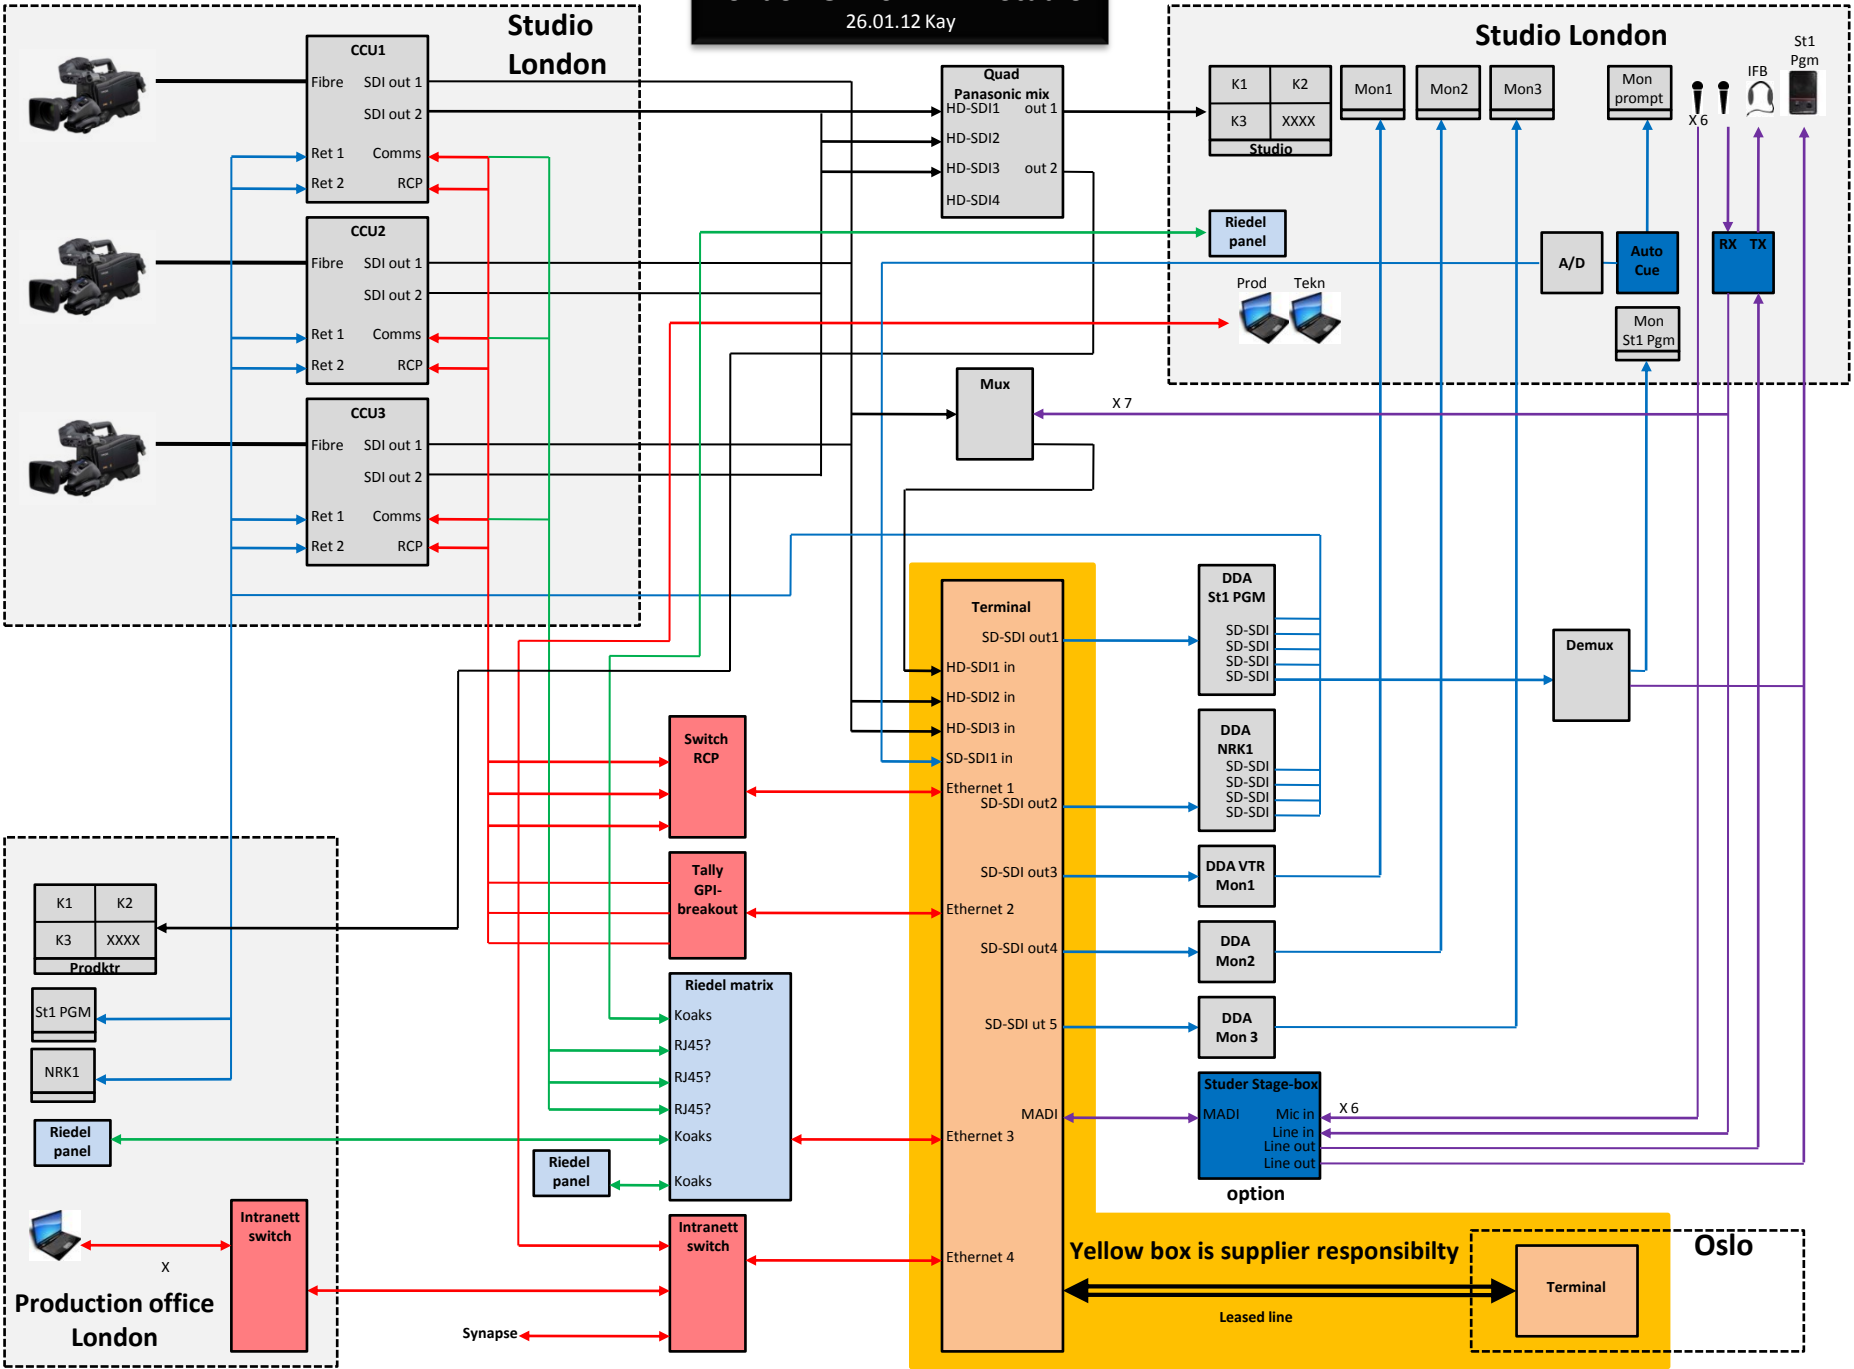 26.01.12 Kay
Studio
London
CCU1
Fibre
SDI out 1
SDI out 2
Ret 1
Comms
Ret 2
RCP
CCU2
Fibre
SDI out 1
SDI out 2
Ret 1
Comms
Ret 2
RCP
CCU3
Fibre
SDI out 1
SDI out 2
Ret 1
Comms
Ret 2
RCP
Quad
Panasonic mix
HD-SDI1
out 1
HD-SDI2
HD-SDI3
out 2
HD-SDI4
Studio London
K1
K2
K3
XXXX
Studio
Mon1
Mon2
Mon3
Mon
prompt
X 6
IFB
St1
Pgm
Riedel
panel
Prod
Tekn
A/D
Auto
Cue
RX
TX
Mon
St1 Pgm
Mux
X 7
Terminal
SD-SDI out1
HD-SDI1 in
HD-SDI2 in
HD-SDI3 in
SD-SDI1 in
Ethernet 1
SD-SDI out2
SD-SDI out3
Ethernet 2
SD-SDI out4
SD-SDI ut 5
MADI
Ethernet 3
Ethernet 4
DDA
St1 PGM
SD-SDI
SD-SDI
SD-SDI
SD-SDI
Demux
DDA
NRK1
SD-SDI
SD-SDI
SD-SDI
SD-SDI
DDA VTR
Mon1
DDA
Mon2
DDA
Mon 3
Studer Stage-box
MADI
Mic in
Line in
Line out
Line out
X 6
option
Switch
RCP
Tally
GPI-
breakout
Riedel matrix
Koaks
RJ45?
RJ45?
RJ45?
Koaks
Koaks
Riedel
panel
Intranett
switch
Synapse
K1
K2
K3
XXXX
Prodktr
St1 PGM
NRK1
Riedel
panel
X
Intranett
switch
Production office
London
Yellow box is supplier responsibilty
Leased line
Oslo
Terminal